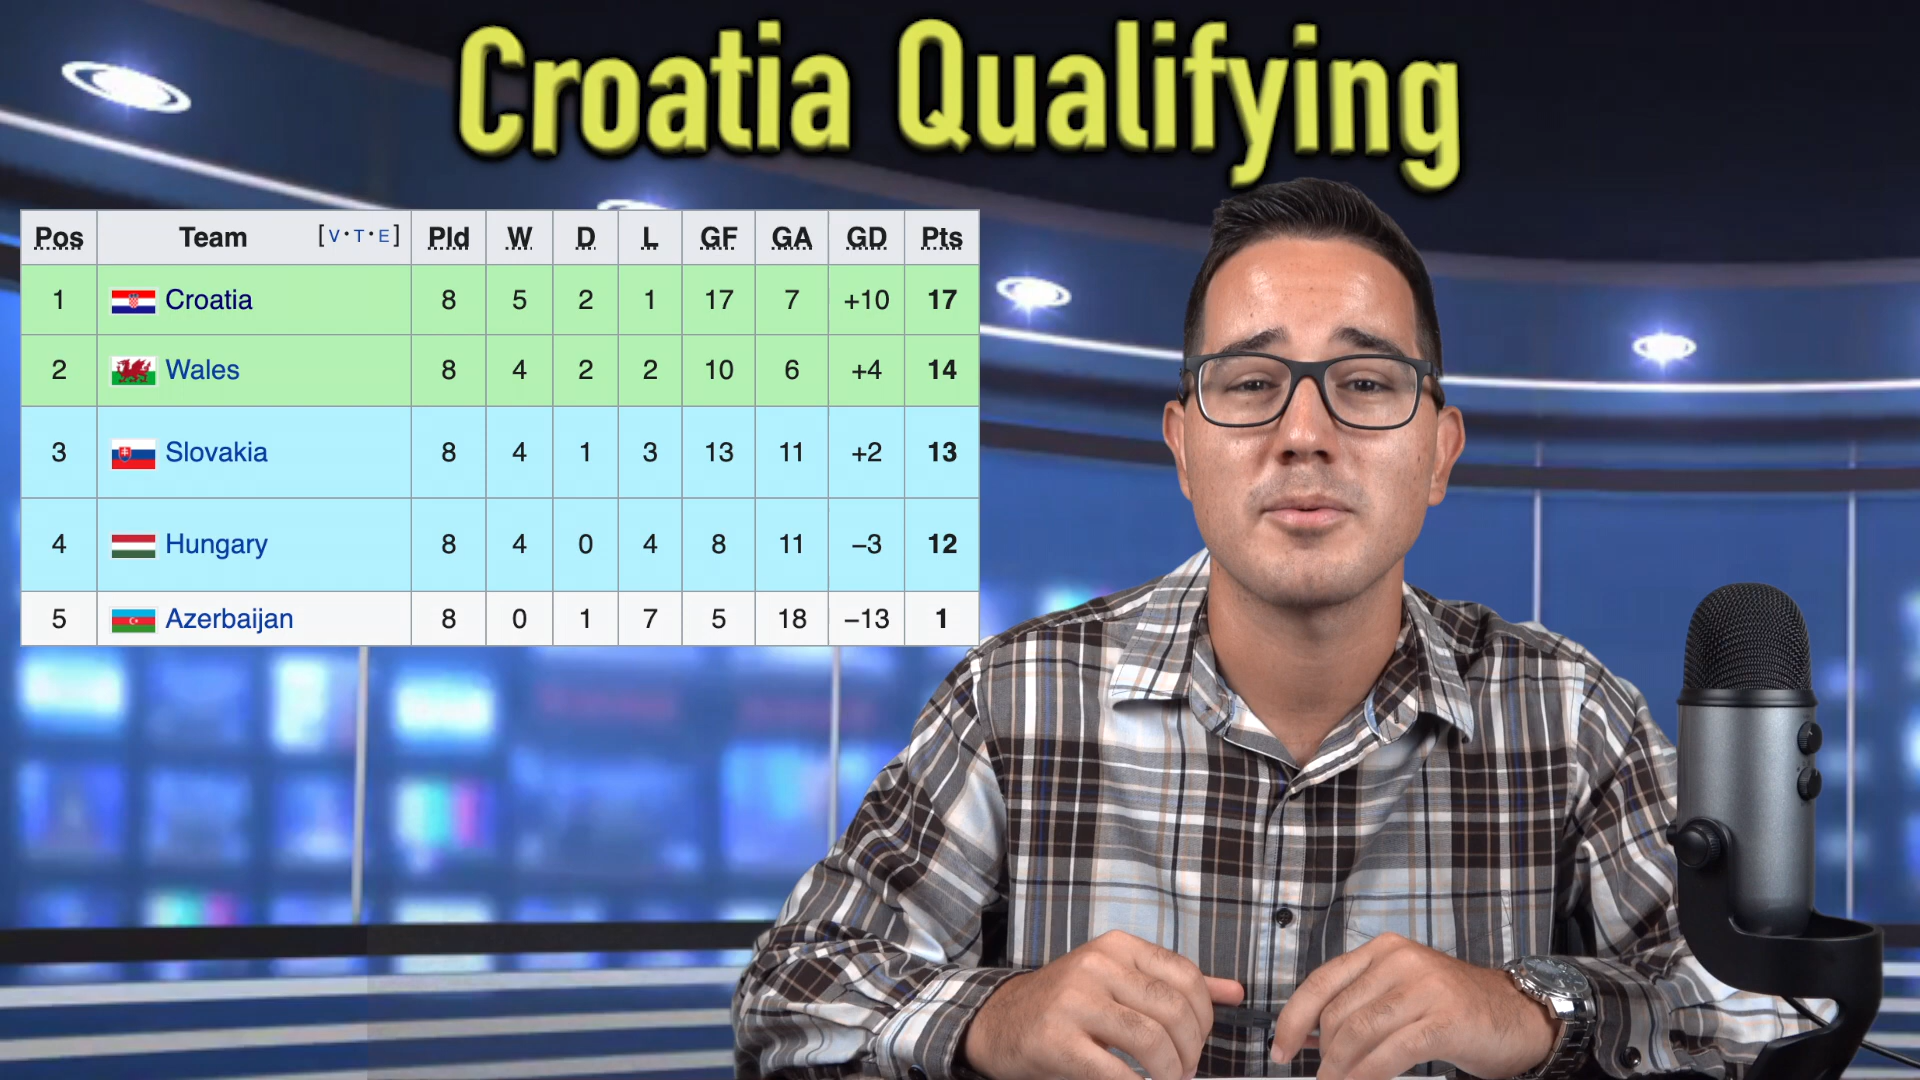 Croatia Qualifying
Pos Team [V·T·E] Pld W D L GF GA GD Pts
1 Croatia 8 5 2 1 17 7 +10 17
2 Wales 8 4 2 2 10 6 +4 14
3 Slovakia 8 4 1 3 13 11 +2 13
4 Hungary 8 4 0 4 8 11 −3 12
5 Azerbaijan 8 0 1 7 5 18 −13 1